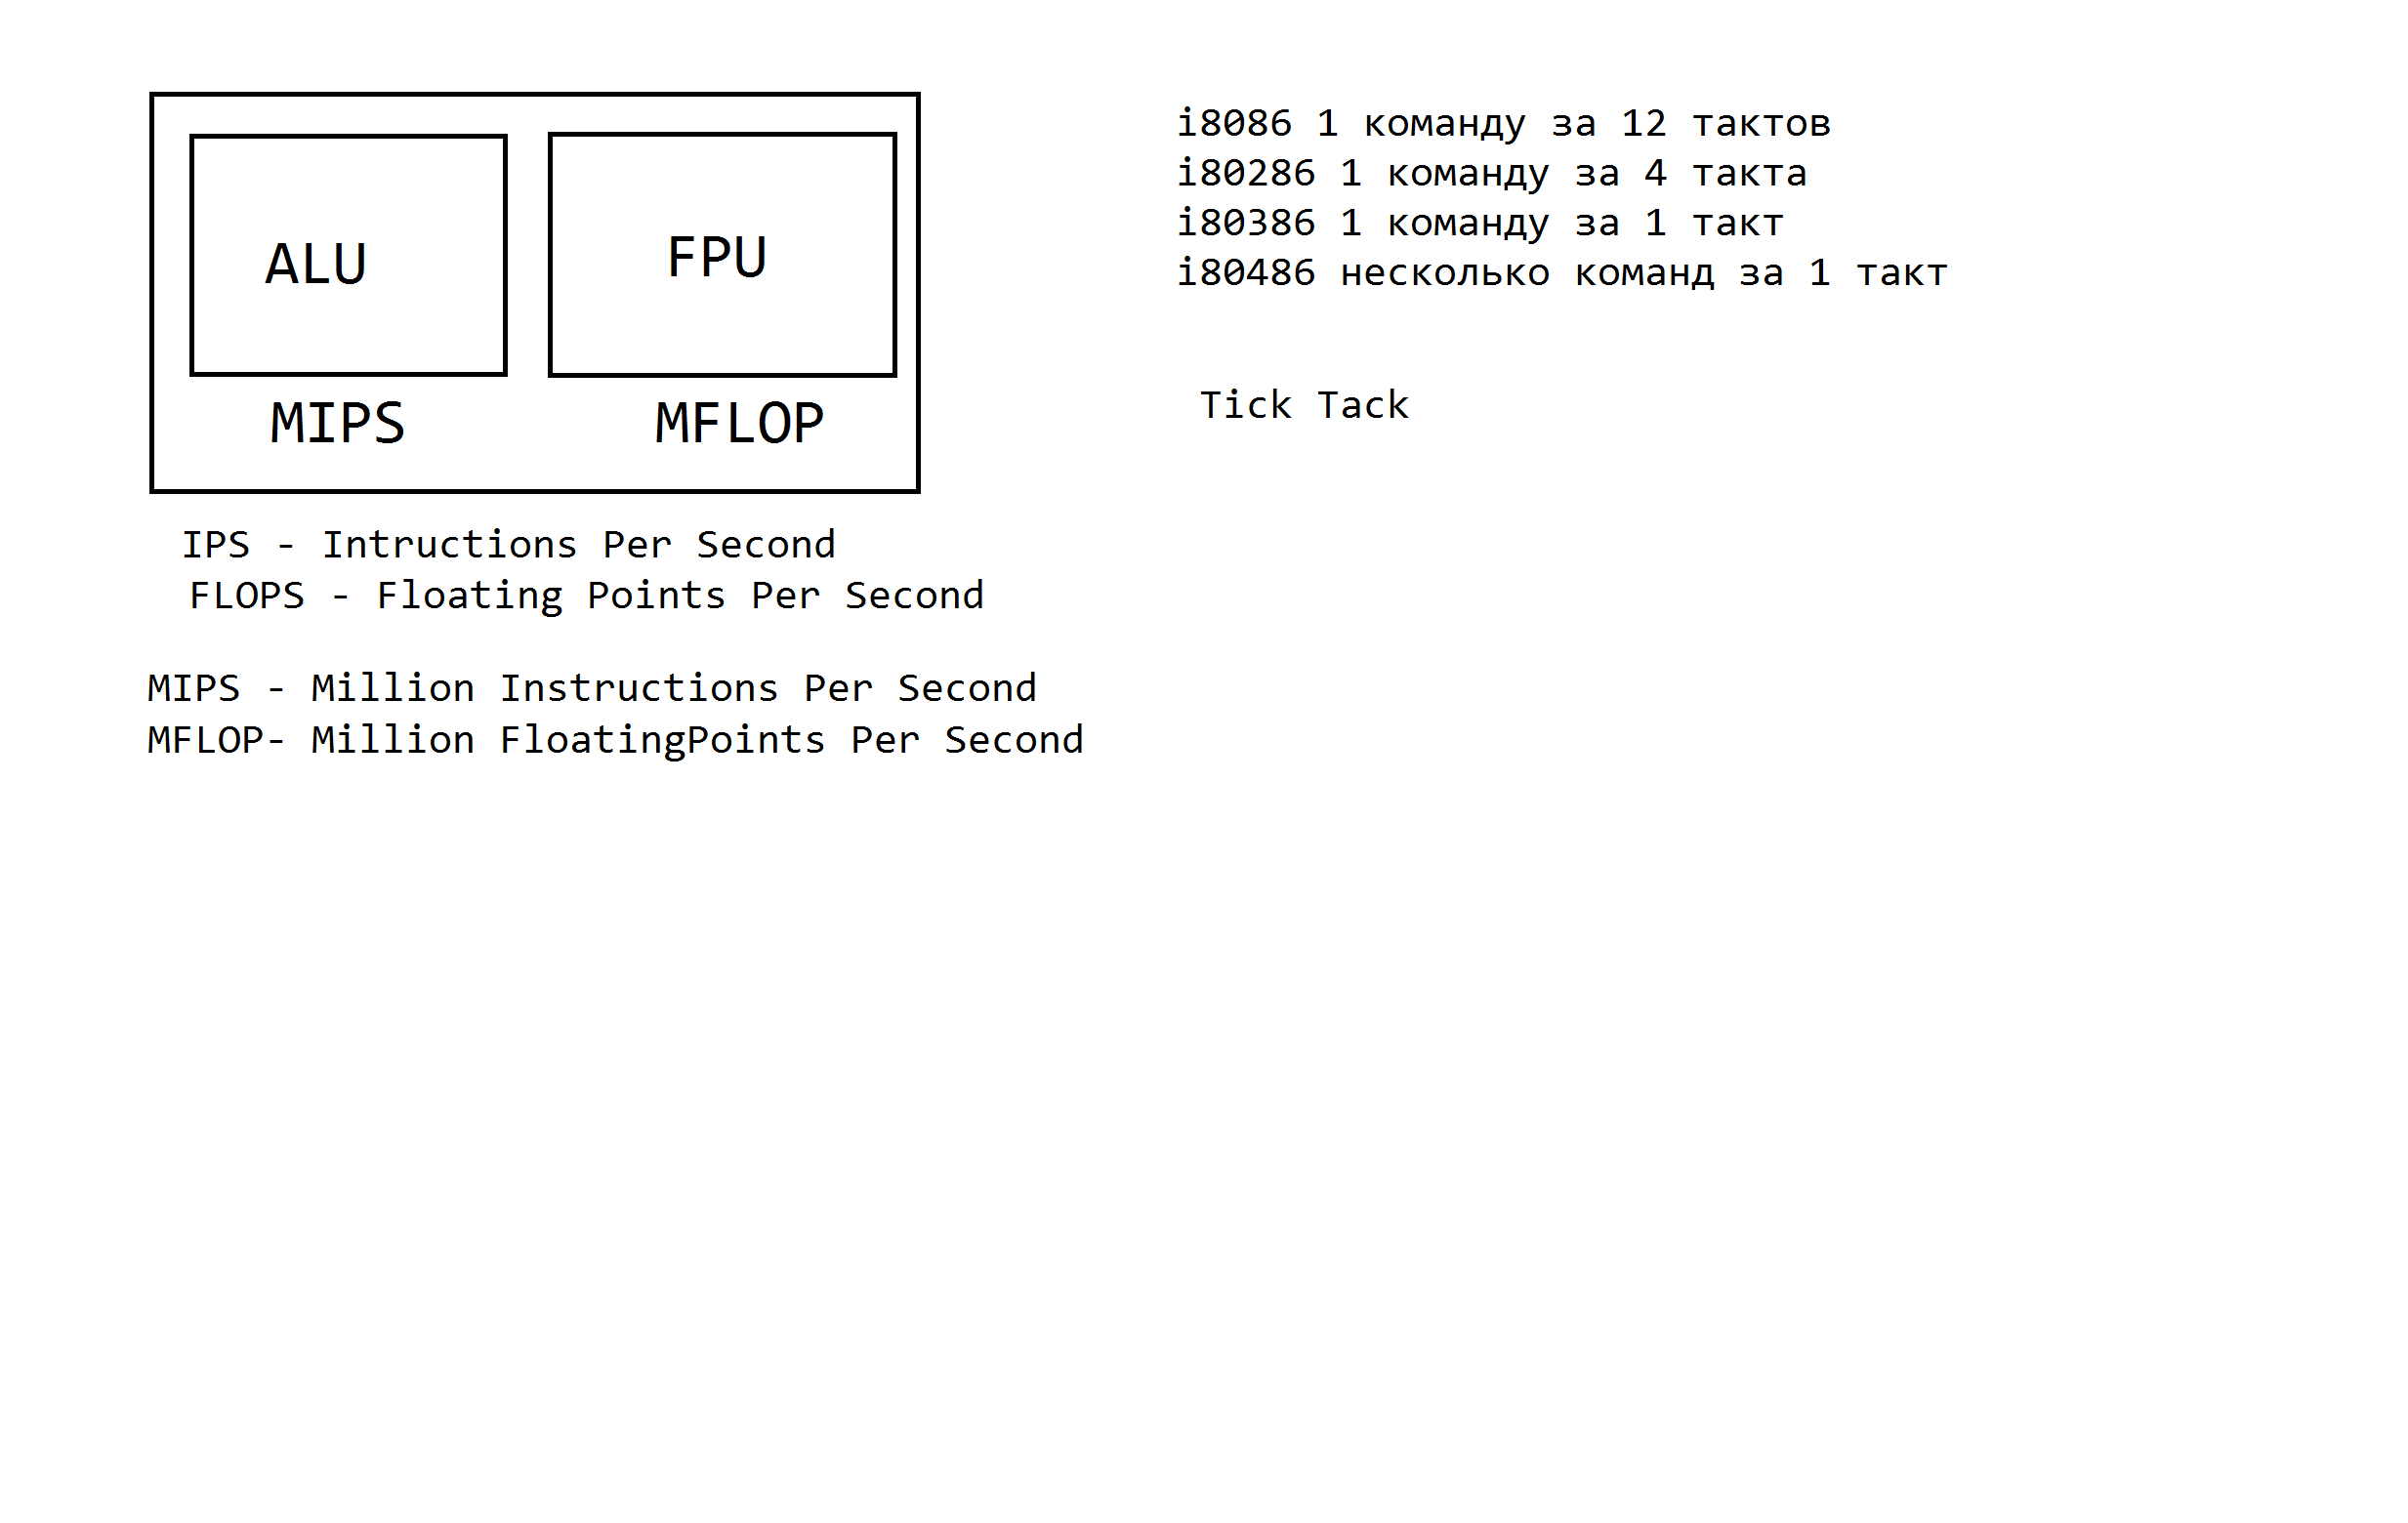 ALU FPU
MIPS MFLOP
IPS - Intructions Per Second
FLOPS - Floating Points Per Second
MIPS - Million Instructions Per Second
MFLOP- Million FloatingPoints Per Second
i8086 1 команду за 12 тактов
i80286 1 команду за 4 такта
i80386 1 команду за 1 такт
i80486 несколько команд за 1 такт
Tick Tack